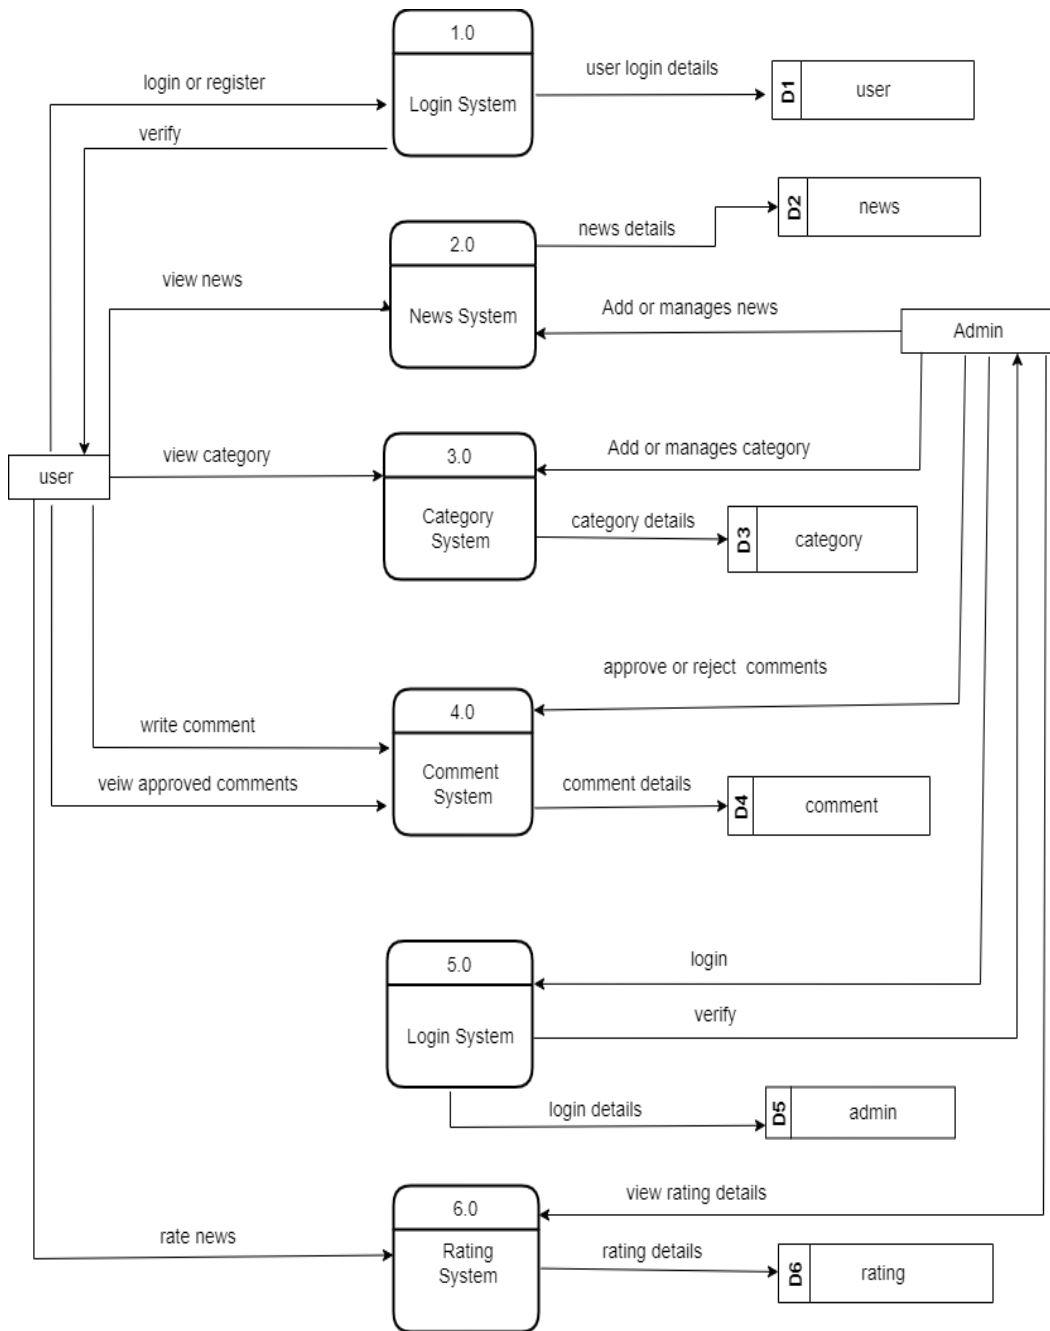 1.0
login or register
user login details
Login System
D1
user
verify
D2
news
2.0
news details
view news
News System
Add or manages news
Admin
3.0
view category
Add or manages category
user
Category
System
category details
D3
category
approve or reject  comments
4.0
write comment
Comment
System
veiw approved comments
comment details
D4
comment
5.0
login
Login System
verify
login details
D5
admin
6.0
view rating details
rate news
Rating
System
rating details
D6
rating